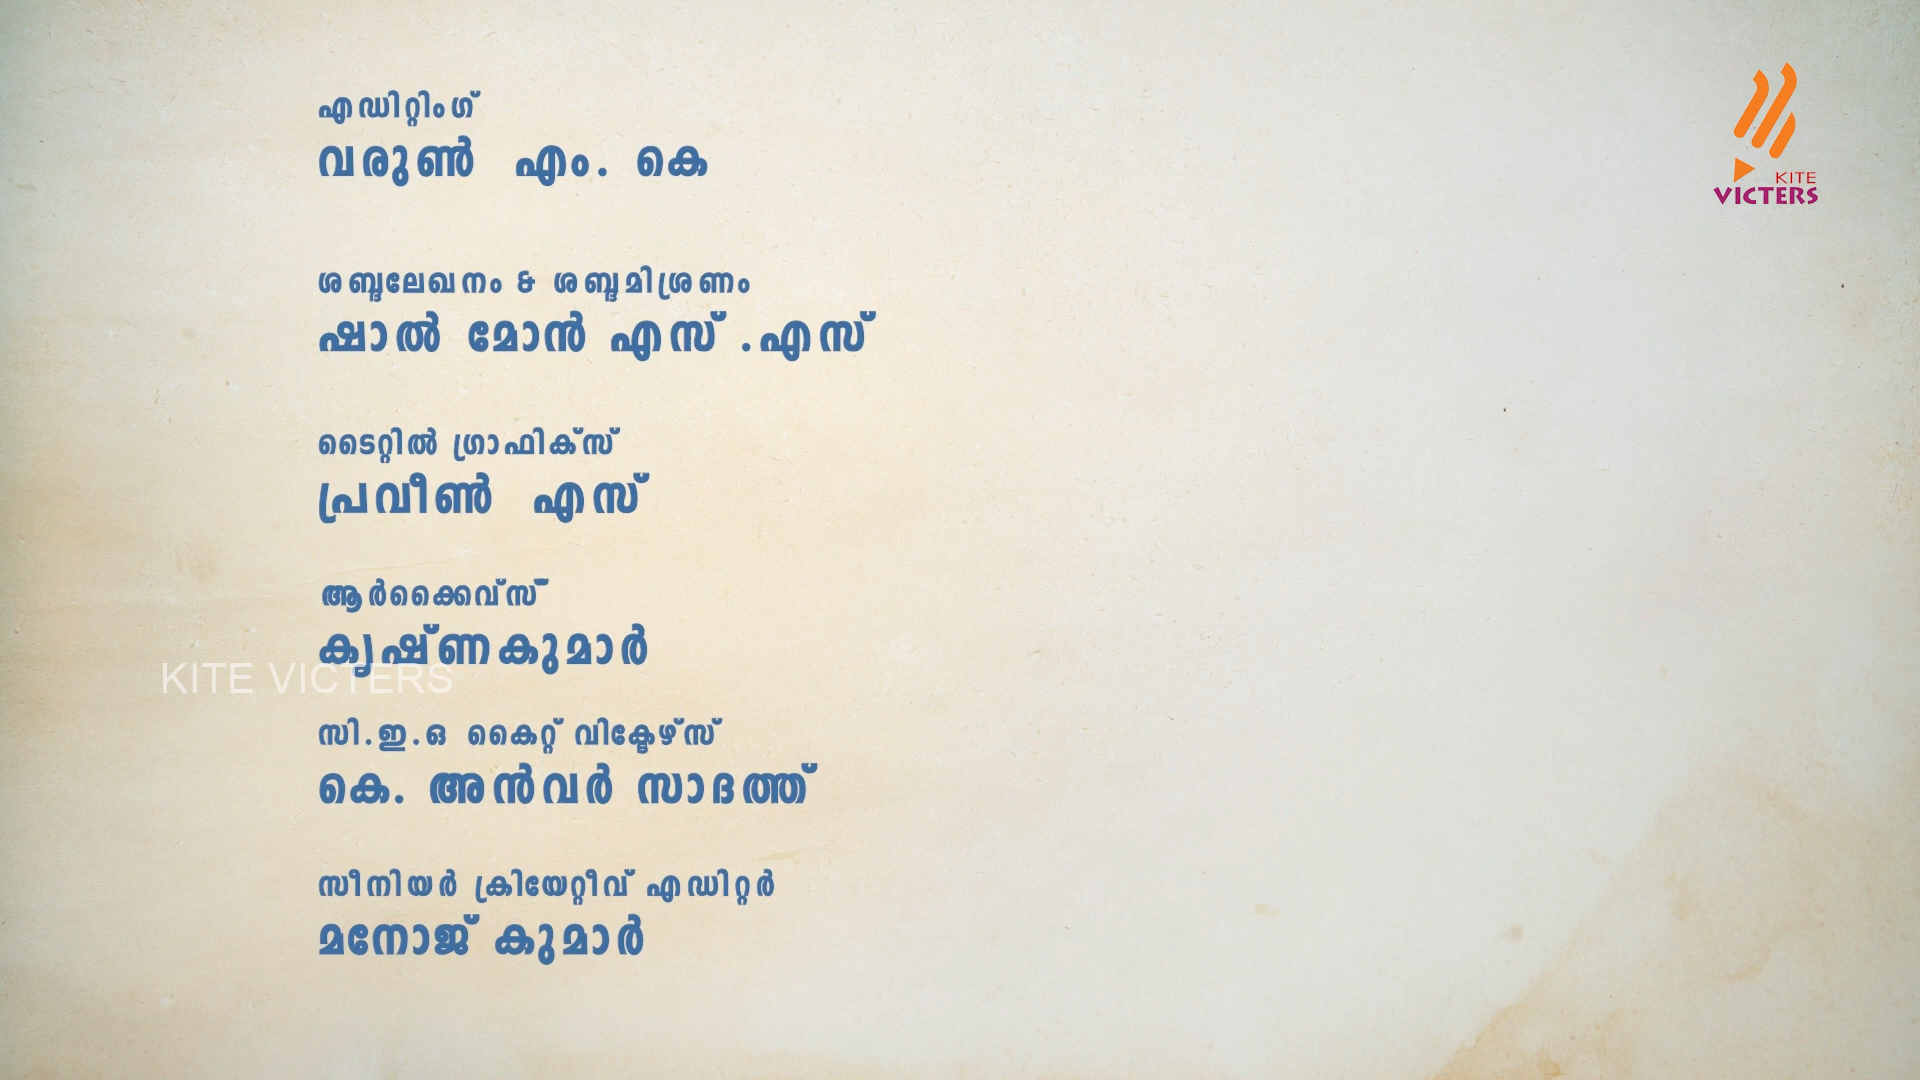 എഡിറ്റിംഗ്
വരുൺ എം. കെ
ശബ്ദലേഖനം & ശബ്ദമിശ്രണം
ഷാൽ മോൻ എസ് .എസ്
ടൈറ്റിൽ ഗ്രാഫിക്സ്
പ്രവീൺ എസ്
ആർക്കൈവ്സ്
കൃഷ്ണകുമാർ
സി.ഇ.ഒ കൈറ്റ് വിക്ടേഴ്സ്
കെ. അൻവർ സാദത്ത്
സീനിയർ ക്രിയേറ്റീവ് എഡിറ്റർ
മനോജ് കുമാർ
KITE
VICTERS
KITE VICTERS